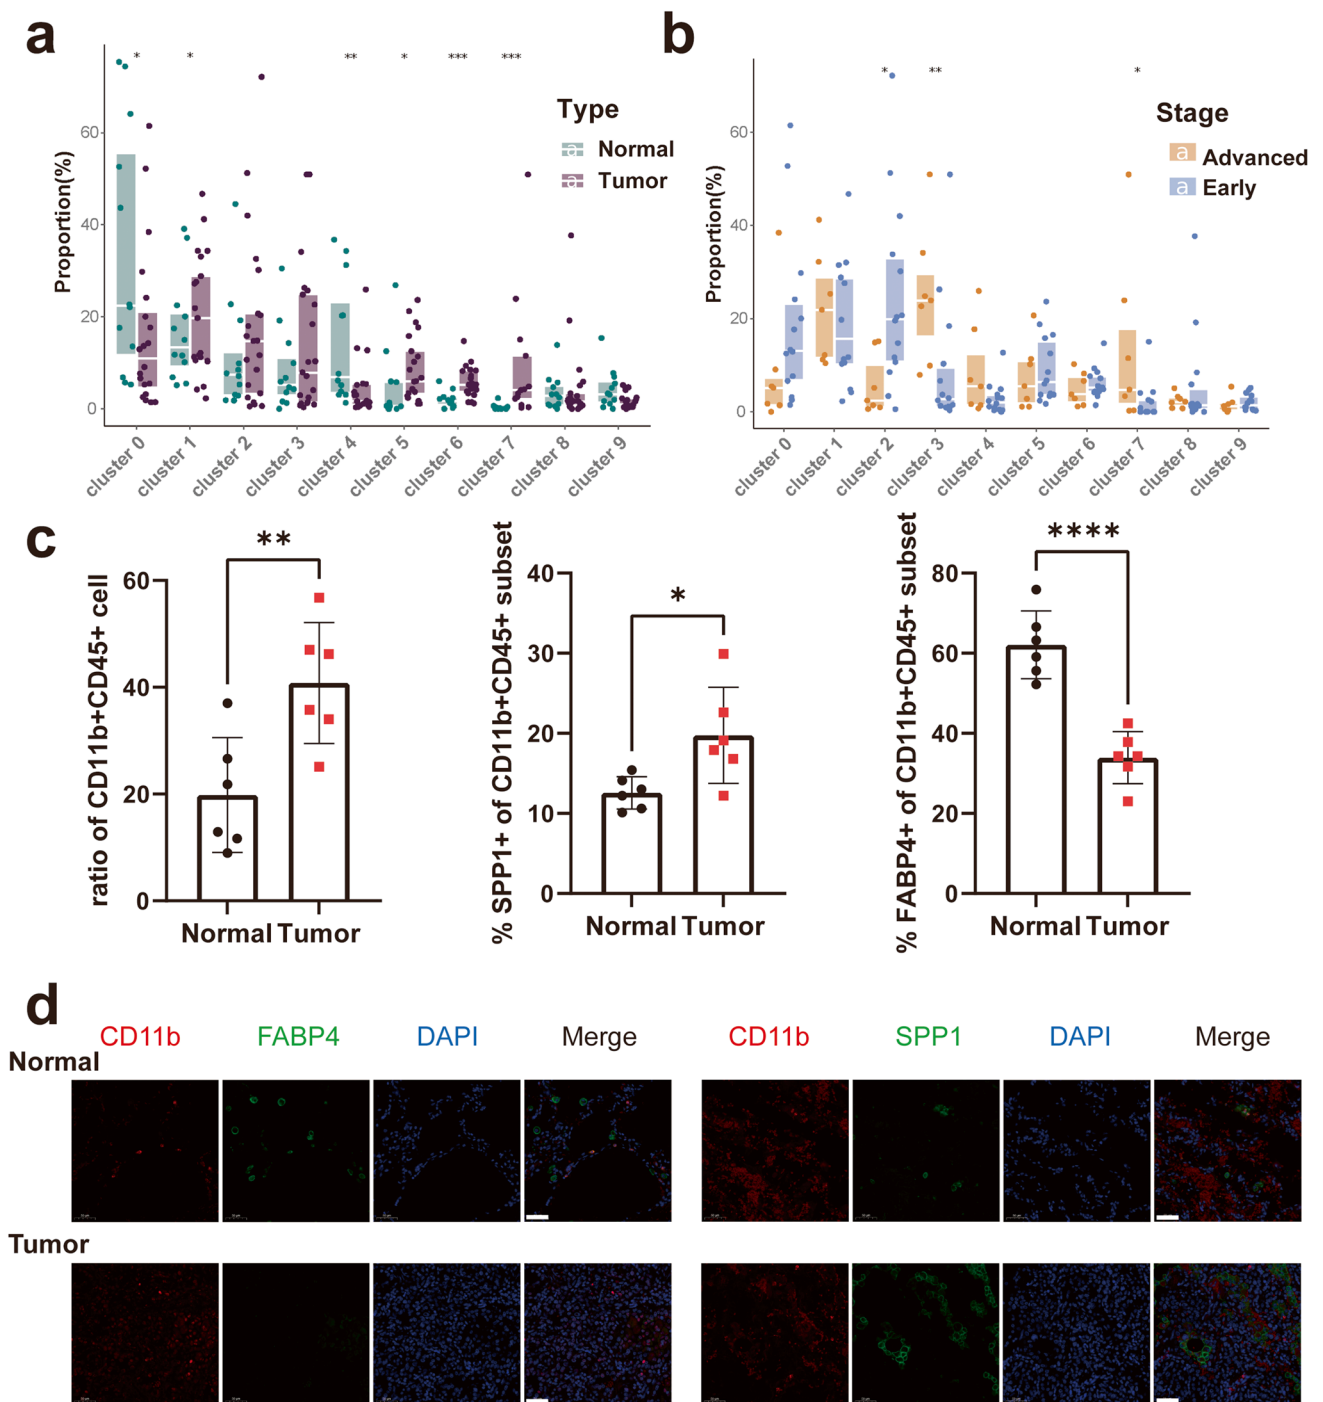 a
b
* * ** * *** ***
* ** *
Type
a Normal
a Tumor
Stage
a Advanced
a Early
Proportion(%)
60
40
20
0
cluster 0
cluster 1
cluster 2
cluster 3
cluster 4
cluster 5
cluster 6
cluster 7
cluster 8
cluster 9
Proportion(%)
60
40
20
0
cluster 0
cluster 1
cluster 2
cluster 3
cluster 4
cluster 5
cluster 6
cluster 7
cluster 8
cluster 9
c
ratio of CD11b+CD45+ cell
**
60
40
20
0
Normal Tumor
% SPP1+ of CD11b+CD45+ subset
*
40
30
20
10
0
Normal Tumor
% FABP4+ of CD11b+CD45+ subset
****
80
60
40
20
0
Normal Tumor
d
CD11b FABP4 DAPI Merge CD11b SPP1 DAPI Merge
Normal
Tumor